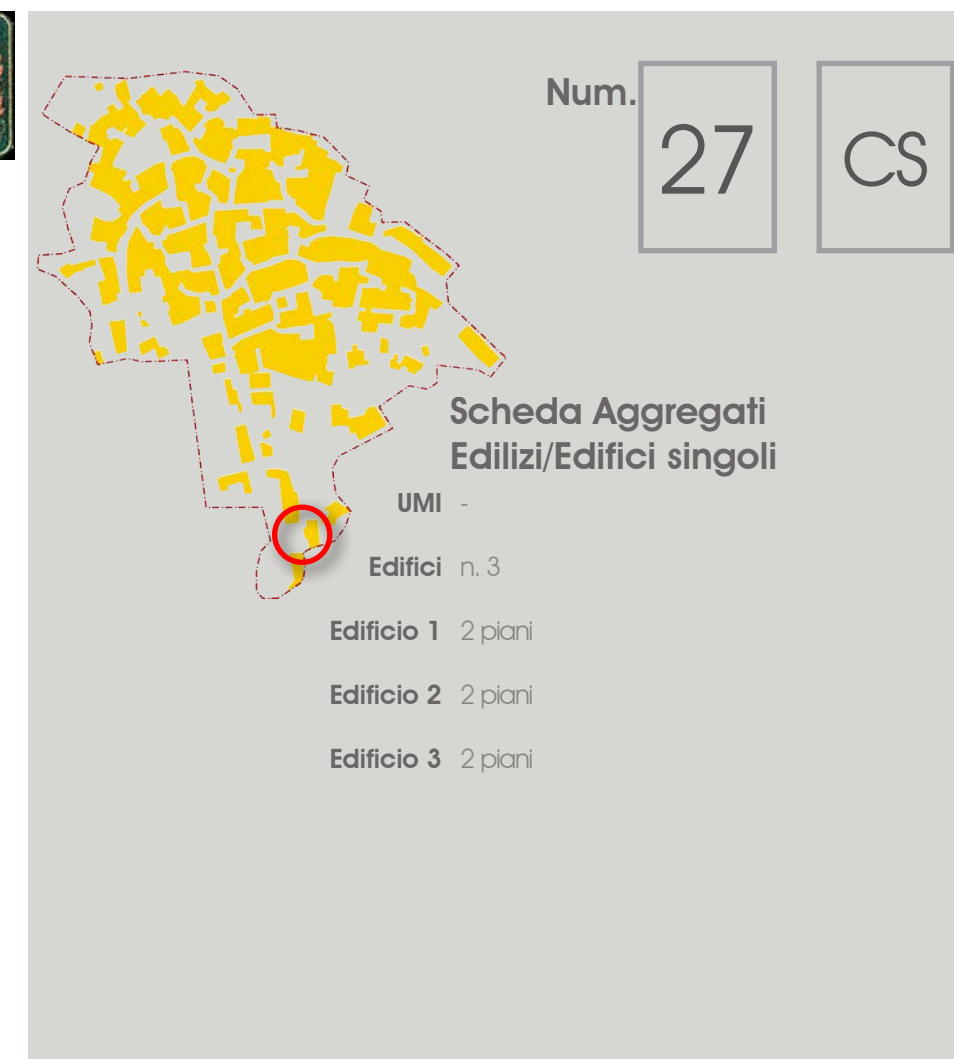 Num.
27
CS
Scheda Aggregati
Edilizi/Edifici singoli
UMI -
Edifici n. 3
Edificio 1 2 piani
Edificio 2 2 piani
Edificio 3 2 piani